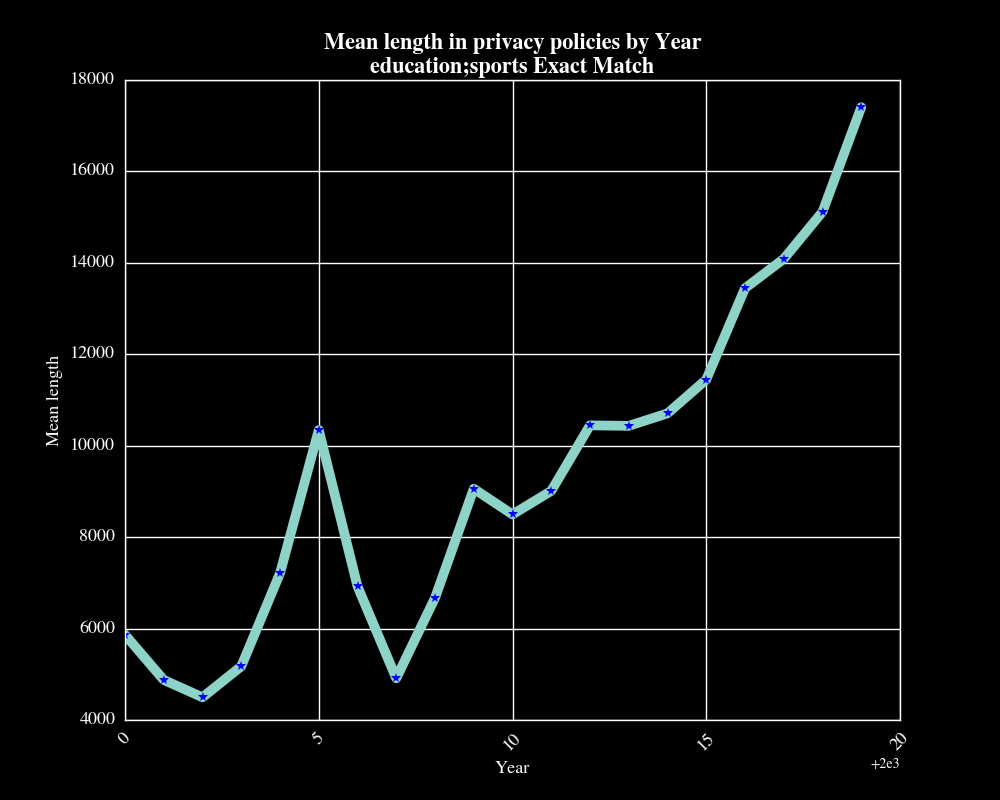 Mean length in privacy policies by Year
education;sports Exact Match
18000
16000
14000
12000
10000
8000
6000
4000
Mean length
0
5
10
15
20
Year
+2e3